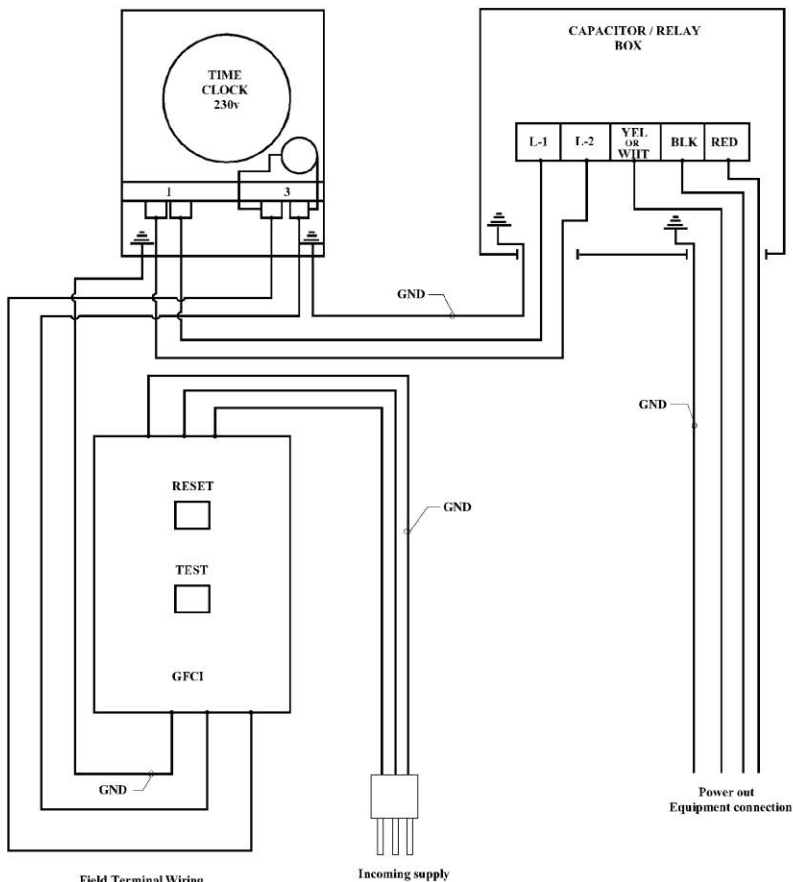 TIME
CLOCK
230v
1
3
CAPACITOR / RELAY
BOX
L-1
L-2
YEL
OR
WHT
BLK
RED
GND
GND
RESET
TEST
GFCI
GND
GND
Power out
Equipment connection
Incoming supply
Field Terminal Wiring